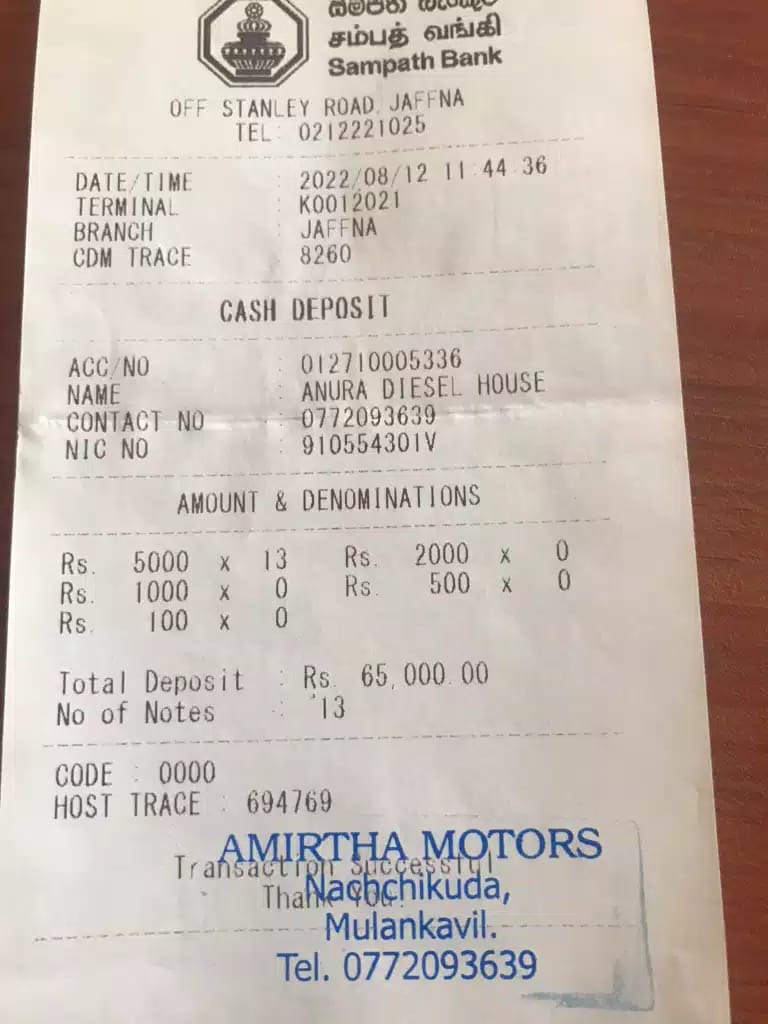 சம்பத் வங்கி
Sampath Bank
OFF STANLEY ROAD, JAFFNA
TEL: 0212221025
DATE/TIME : 2022/08/12 11:44:36
TERMINAL : K0012021
BRANCH : JAFFNA
CDM TRACE : 8260
CASH DEPOSIT
ACC/NO : 012710005336
NAME : ANURA DIESEL HOUSE
CONTACT NO : 0772093639
NIC NO : 910554301V
AMOUNT & DENOMINATIONS
Rs. 5000 x 13 Rs. 2000 x 0
Rs. 1000 x 0 Rs. 500 x 0
Rs. 100 x 0
Total Deposit : Rs. 65,000.00
No of Notes : 13
CODE : 0000
HOST TRACE : 694769
AMIRTHA MOTORS
Transaction Successful
Thank You!
Nachchikuda,
Mulankavil.
Tel. 0772093639